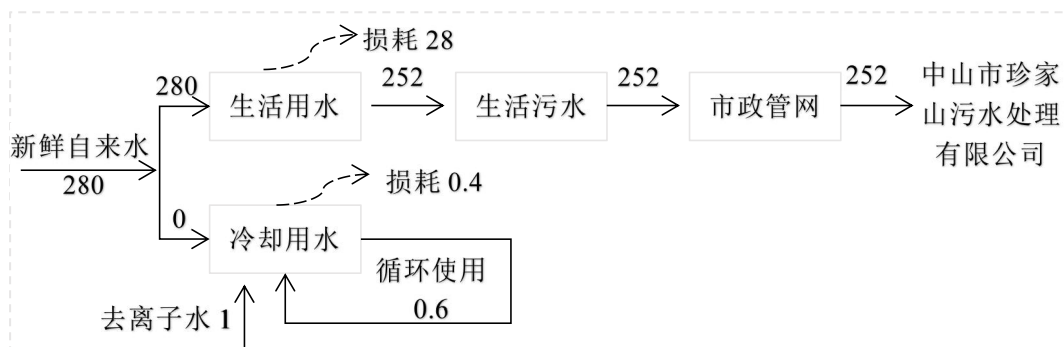 损耗 28
280
生活用水
252
生活污水
252
市政管网
252
中山市珍家
山污水处理
有限公司
新鲜自来水
280
损耗 0.4
0
冷却用水
循环使用
0.6
去离子水 1